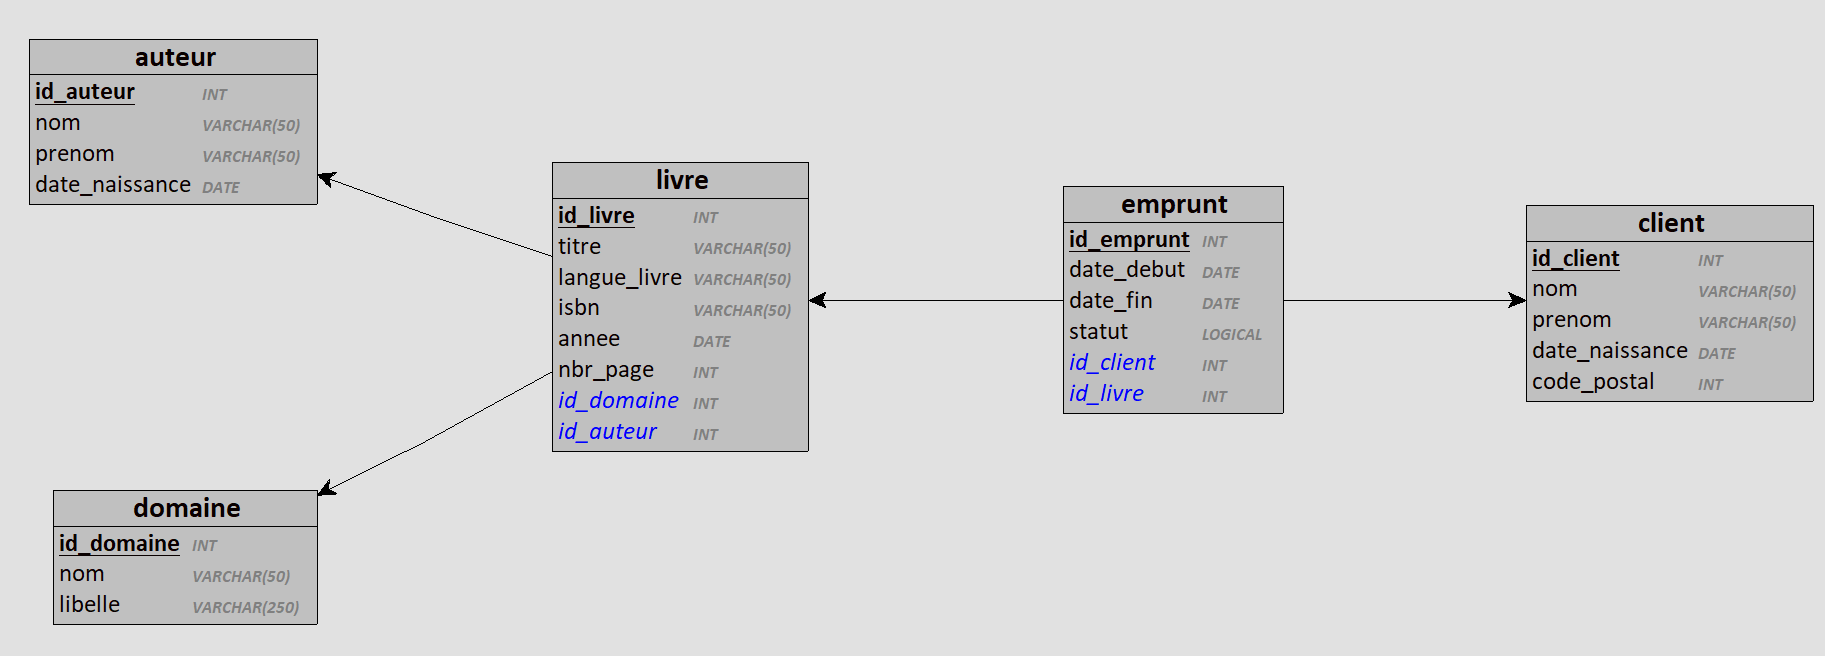 auteur
id_auteur INT
nom VARCHAR(50)
prenom VARCHAR(50)
date_naissance DATE
livre
id_livre INT
titre VARCHAR(50)
langue_livre VARCHAR(50)
isbn VARCHAR(50)
annee DATE
nbr_page INT
id_domaine INT
id_auteur INT
emprunt
id_emprunt INT
date_debut DATE
date_fin DATE
statut LOGICAL
id_client INT
id_livre INT
client
id_client INT
nom VARCHAR(50)
prenom VARCHAR(50)
date_naissance DATE
code_postal INT
domaine
id_domaine INT
nom VARCHAR(50)
libelle VARCHAR(250)